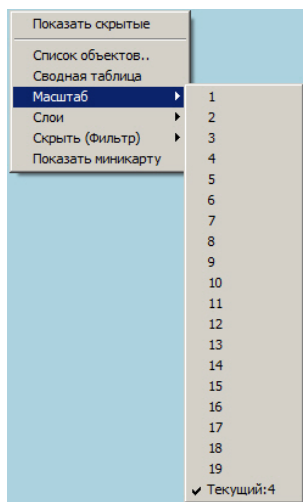 Показать скрытые
Список объектов..
Сводная таблица
Масштаб
Слои
Скрыть (Фильтр)
Показать миникарту
1
2
3
4
5
6
7
8
9
10
11
12
13
14
15
16
17
18
19
Текущий:4